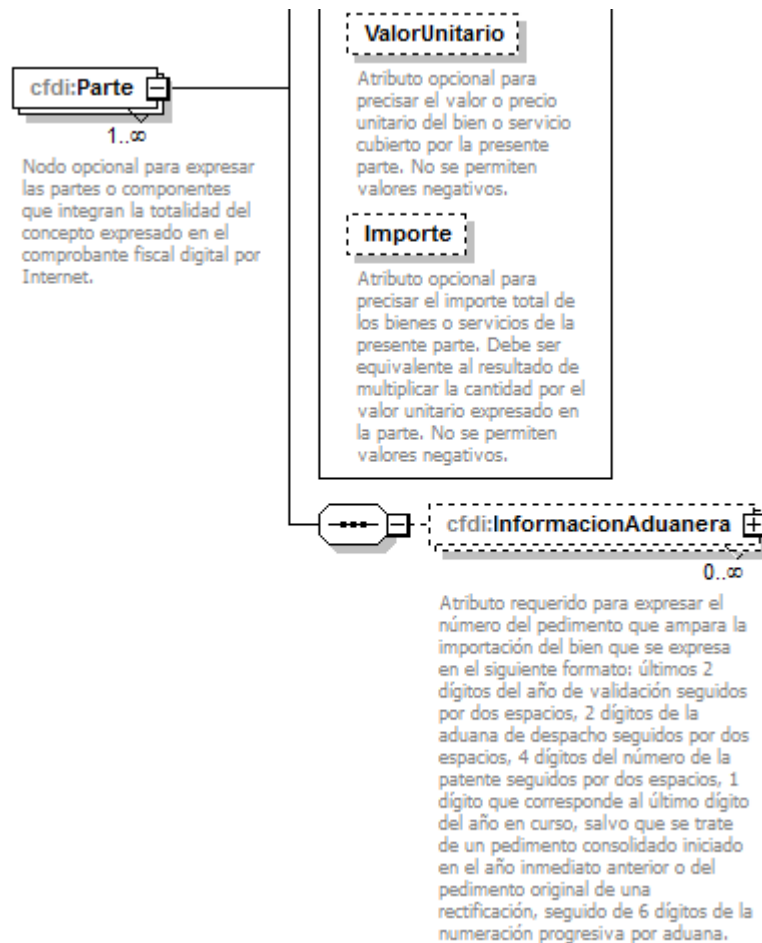 ValorUnitario
Atributo opcional para
precisar el valor o precio
unitario del bien o servicio
cubierto por la presente
parte. No se permiten
valores negativos.
cfdi:Parte
1..∞
Nodo opcional para expresar
las partes o componentes
que integran la totalidad del
concepto expresado en el
comprobante fiscal digital por
Internet.
Importe
Atributo opcional para
precisar el importe total de
los bienes o servicios de la
presente parte. Debe ser
equivalente al resultado de
multiplicar la cantidad por el
valor unitario expresado en
la parte. No se permiten
valores negativos.
cfdi:InformacionAduanera
0..∞
Atributo requerido para expresar el
número del pedimento que ampara la
importación del bien que se expresa
en el siguiente formato: últimos 2
dígitos del año de validación seguidos
por dos espacios, 2 dígitos de la
aduana de despacho seguidos por dos
espacios, 4 dígitos del número de la
patente seguidos por dos espacios, 1
dígito que corresponde al último dígito
del año en curso, salvo que se trate
de un pedimento consolidado iniciado
en el año inmediato anterior o del
pedimento original de una
rectificación, seguido de 6 dígitos de la
numeración progresiva por aduana.